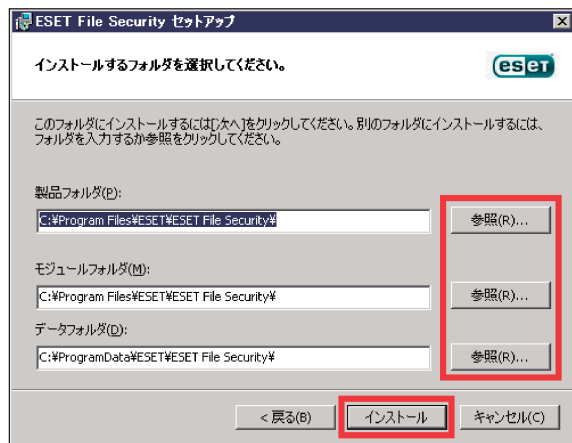 ESET File Security セットアップ
インストールするフォルダを選択してください。
eseT
このフォルダにインストールするには[次へ]をクリックしてください。別のフォルダにインストールするには、
フォルダを入力するか参照をクリックしてください。
製品フォルダ(P):
C:¥Program Files¥ESET¥ESET File Security¥
参照(R)...
モジュールフォルダ(M):
C:¥Program Files¥ESET¥ESET File Security¥
参照(R)...
データフォルダ(D):
C:¥ProgramData¥ESET¥ESET File Security¥
参照(R)...
< 戻る(B)
インストール
キャンセル(C)